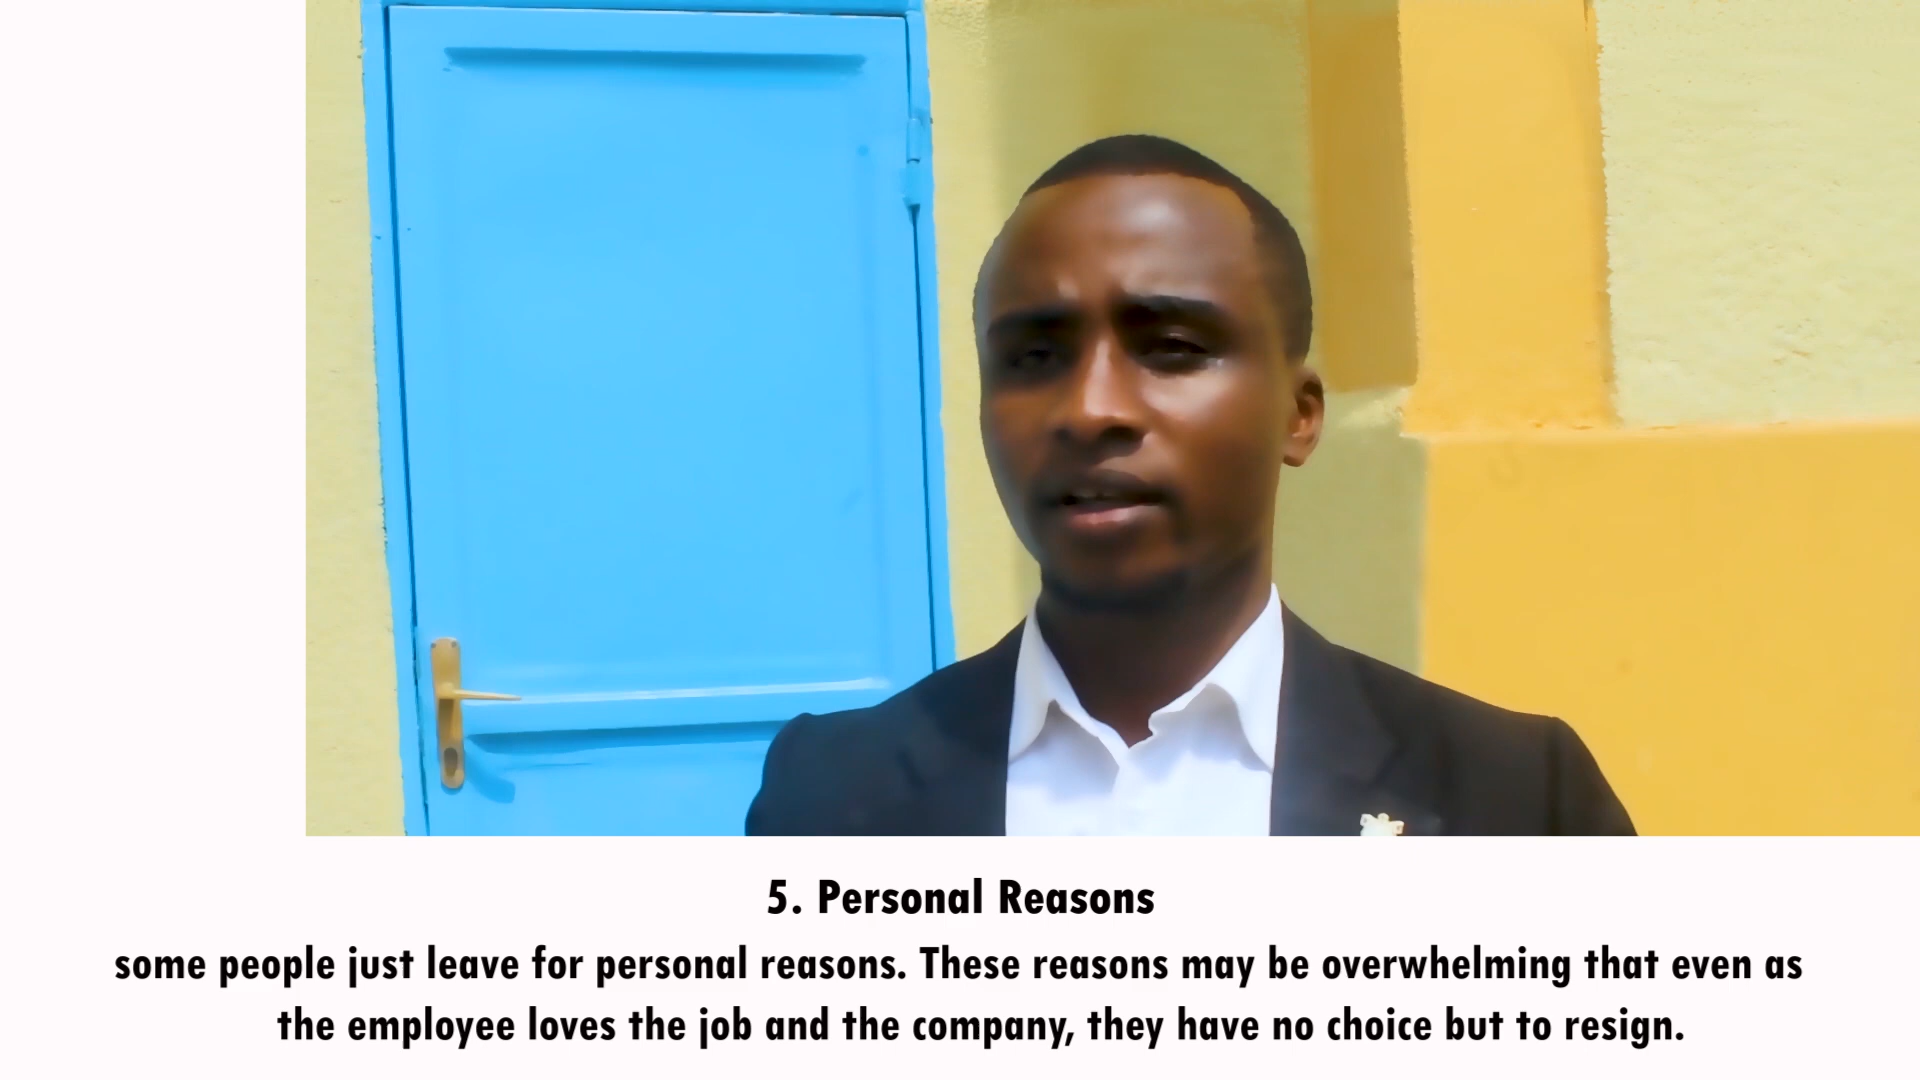 5. Personal Reasons
some people just leave for personal reasons. These reasons may be overwhelming that even as
the employee loves the job and the company, they have no choice but to resign.